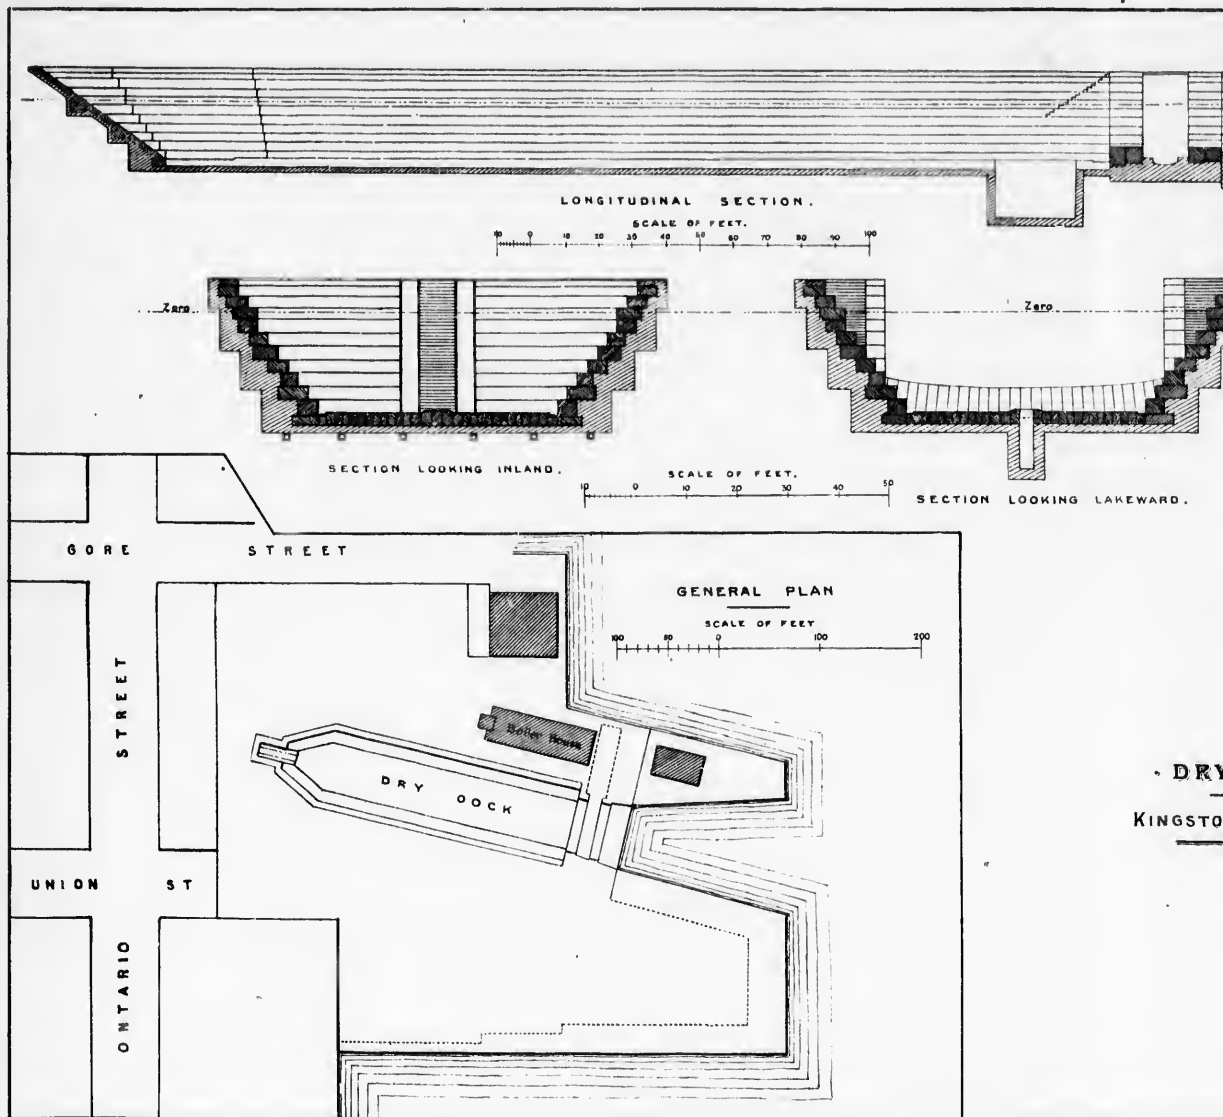 LONGITUDINAL SECTION.
SCALE OF FEET.
10 0 10 20 30 40 50 60 70 80 90 100
Zero
Zero
SECTION LOOKING INLAND.
SCALE OF FEET.
10 0 10 20 30 40 50
SECTION LOOKING LAKEWARD.
GORE STREET
GENERAL PLAN
SCALE OF FEET
100 50 0 100 200
STREET
Boiler House
DRY DOCK
DRY
KINGSTO
UNION ST
ONTARIO